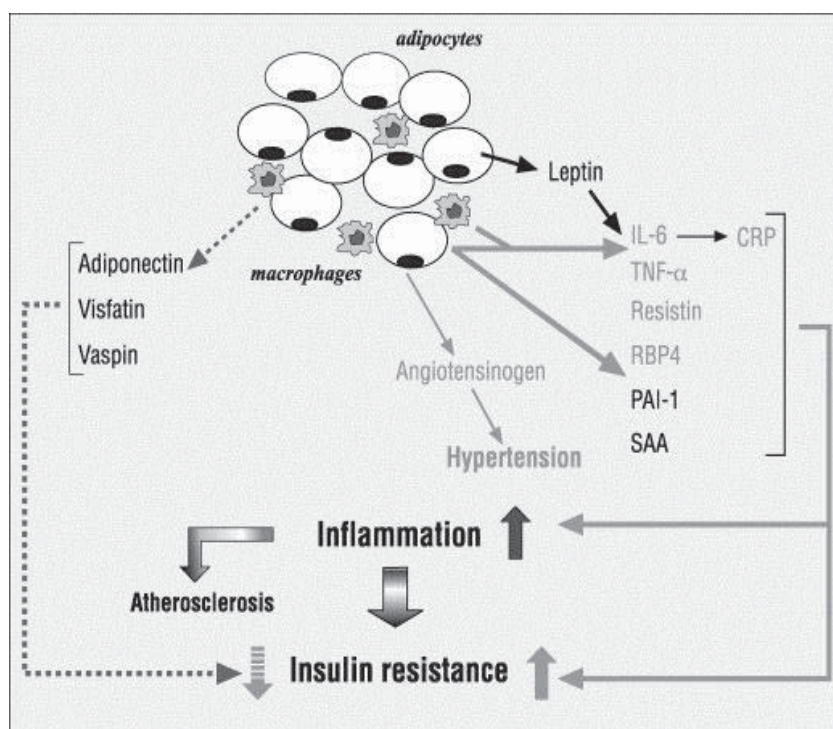 adipocytes
Leptin
IL-6
CRP
Adiponectin
macrophages
TNF-α
Visfatin
Resistin
Vaspin
RBP4
Angiotensinogen
PAI-1
SAA
Hypertension
Inflammation
Atherosclerosis
Insulin resistance